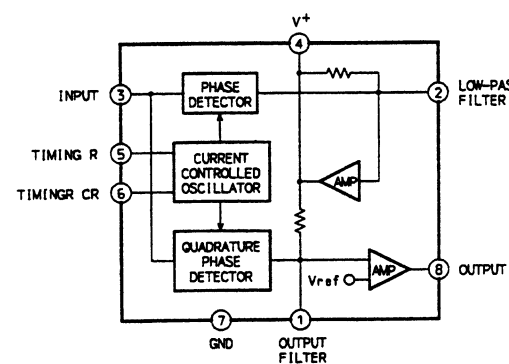 V+
4
INPUT
3
PHASE
DETECTOR
2
LOW-PAS
FILTER
TIMING R
5
CURRENT
CONTROLLED
OSCILLATOR
AMP
TIMINGR CR
6
QUADRATURE
PHASE
DETECTOR
Vref
AMP
8
OUTPUT
7
1
GND
OUTPUT
FILTER